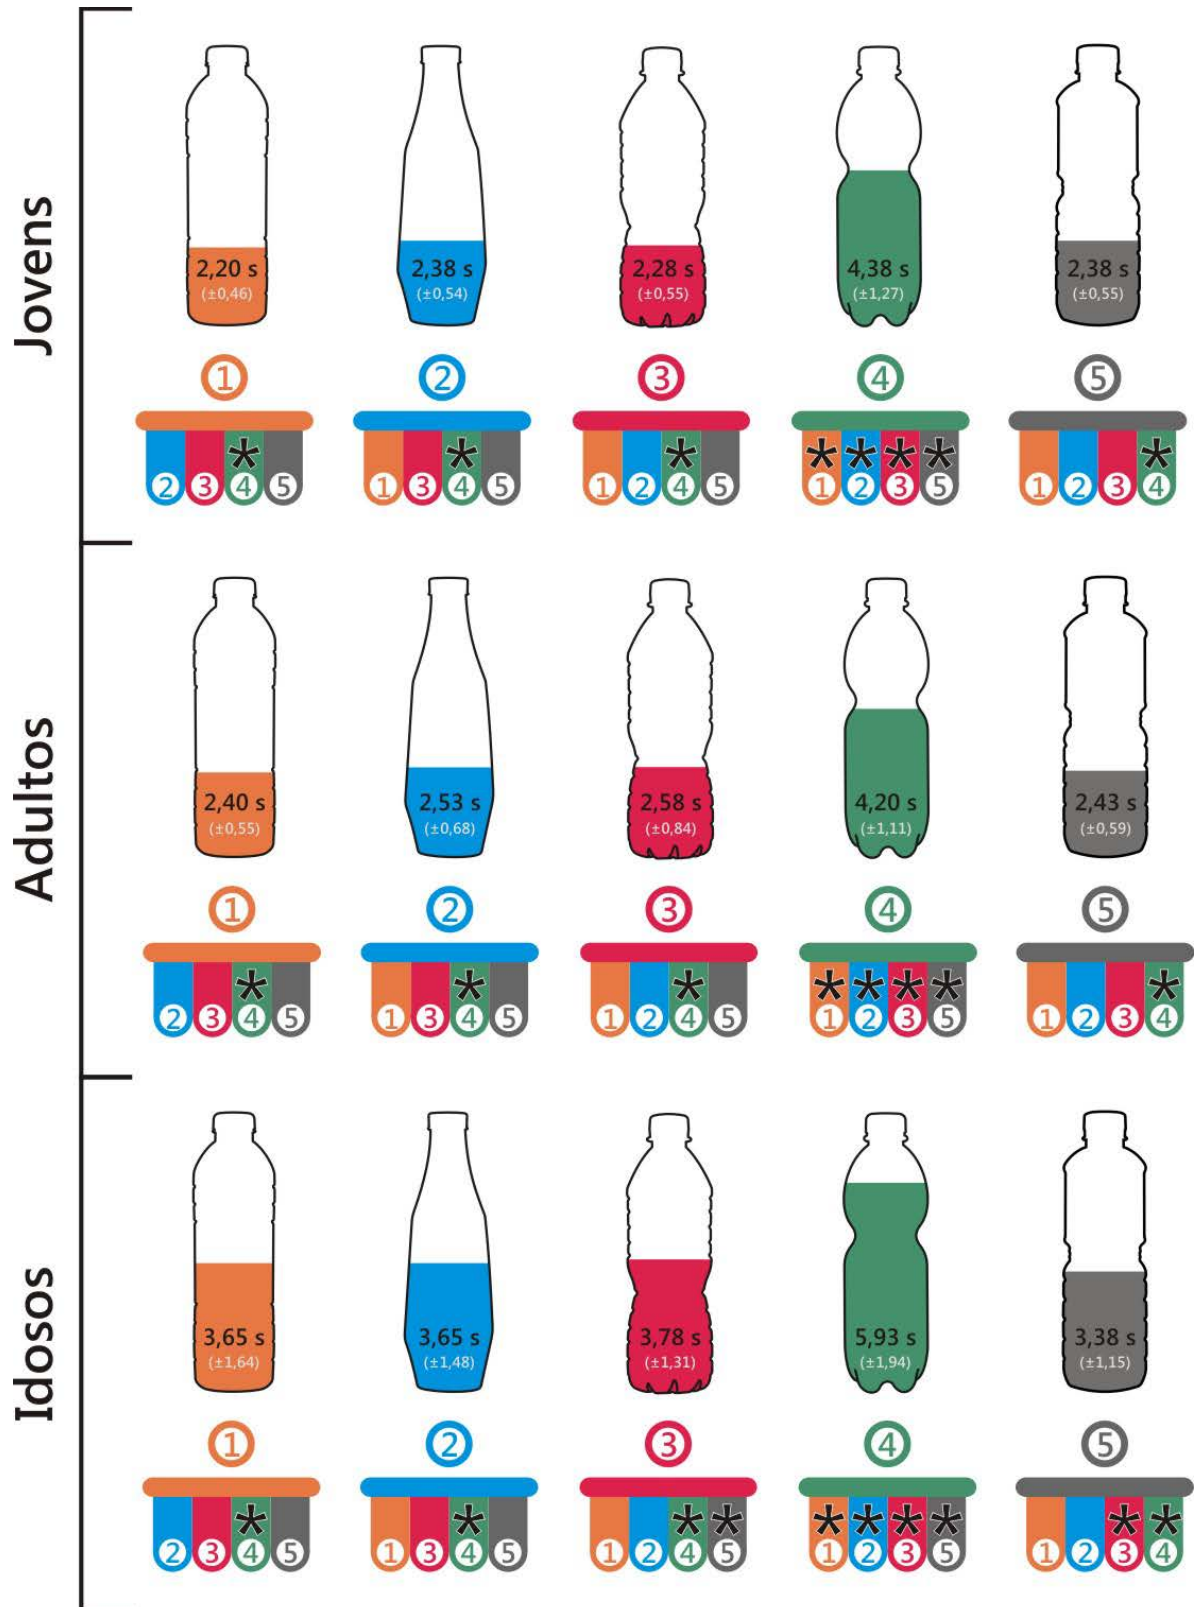 Jovens
2,20 s 2,38 s 2,28 s 4,38 s 2,38 s
(±0,46) (±0,54) (±0,55) (±1,27) (±0,55)
1 2 3 4 5
* * * * * * * *
2 3 4 5 1 3 4 5 1 2 4 5 1 2 3 5 1 2 3 4
Adultos
2,40 s 2,53 s 2,58 s 4,20 s 2,43 s
(±0,55) (±0,68) (±0,84) (±1,11) (±0,59)
1 2 3 4 5
* * * * * * * *
2 3 4 5 1 3 4 5 1 2 4 5 1 2 3 5 1 2 3 4
Idosos
3,65 s 3,65 s 3,78 s 5,93 s 3,38 s
(±1,64) (±1,48) (±1,31) (±1,94) (±1,15)
1 2 3 4 5
* * * * * * * * * *
2 3 4 5 1 3 4 5 1 2 4 5 1 2 3 5 1 2 3 4